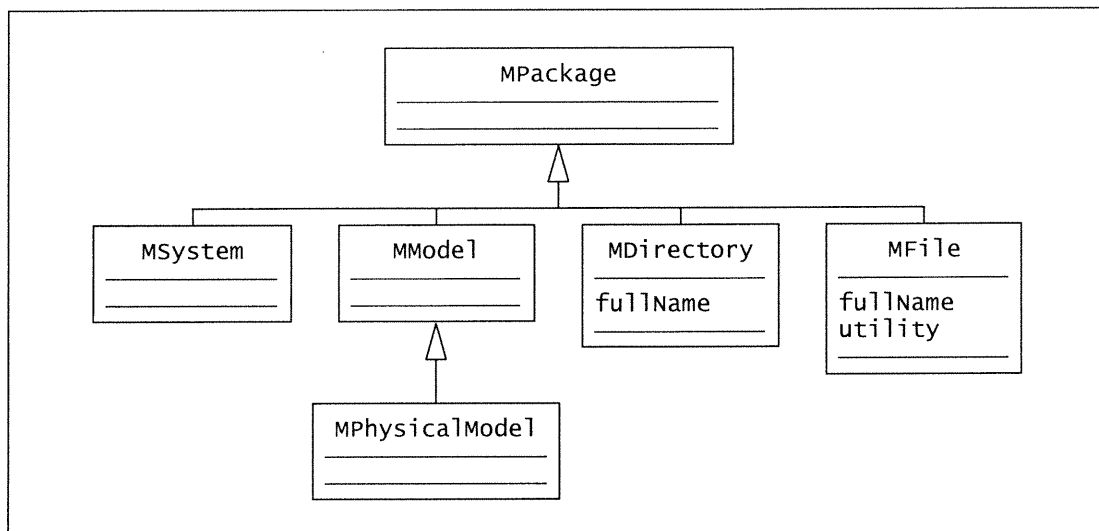 MPackage
MSystem
MModel
MDirectory
fullName
MFile
fullName
utility
MPhysicalModel